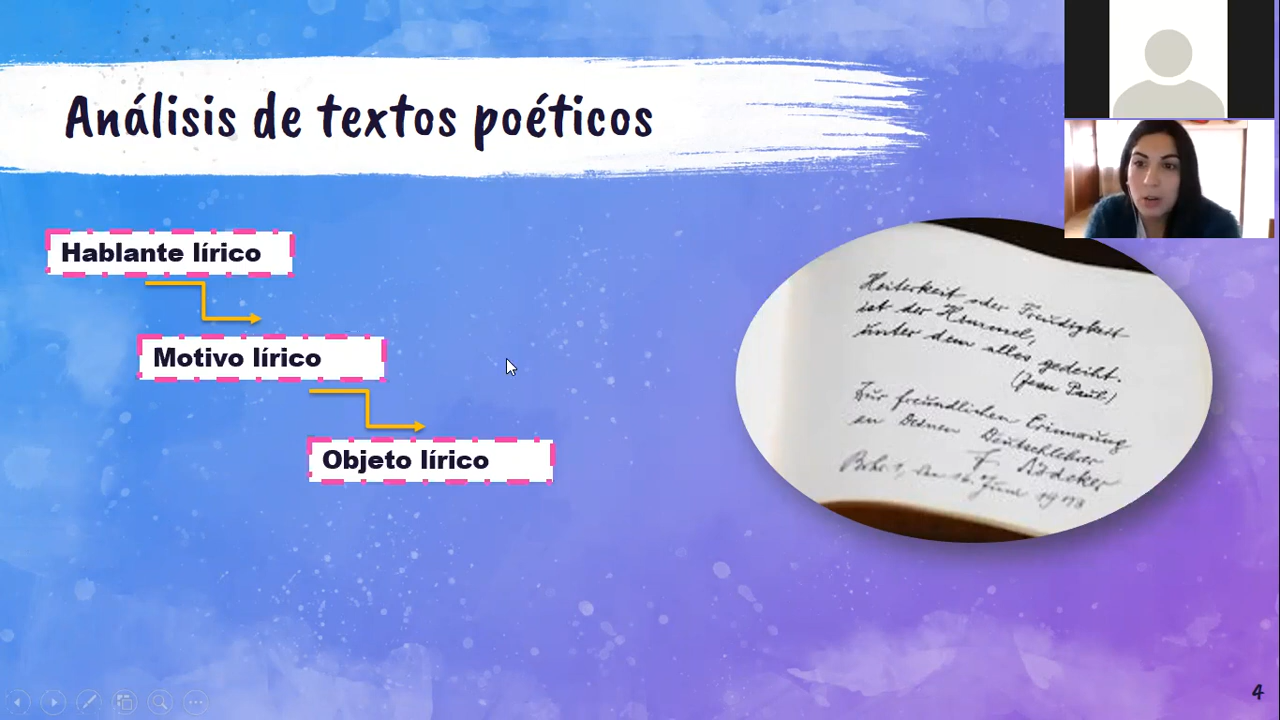 Análisis de textos poéticos
Hablante lírico
Motivo lírico
Objeto lírico
Heiterkeit oder Freudigkeit
ist der Himmel,
unter dem alles gedeiht.
(Jean Paul)
Zur freundlichen Erinnerung
an Deinen Deutschlehrer
4